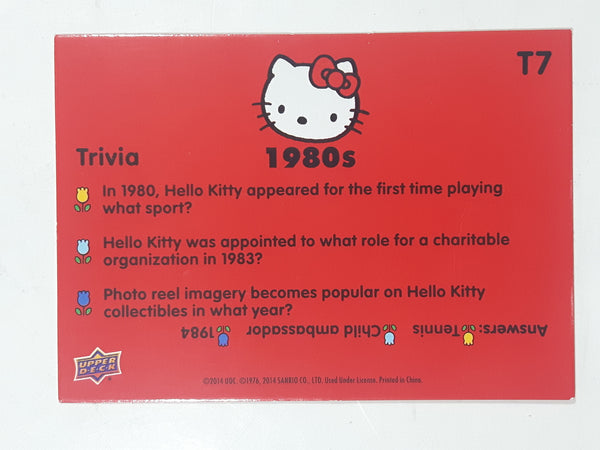 T7
Trivia
1980s
In 1980, Hello Kitty appeared for the first time playing
what sport?
Hello Kitty was appointed to what role for a charitable
organization in 1983?
Photo reel imagery becomes popular on Hello Kitty
collectibles in what year?
Answers: Tennis Child ambassador 1984
UPPER
DECK
©2014 UDC. ©1976, 2014 SANRIO CO., LTD. Used Under License. Printed in China.